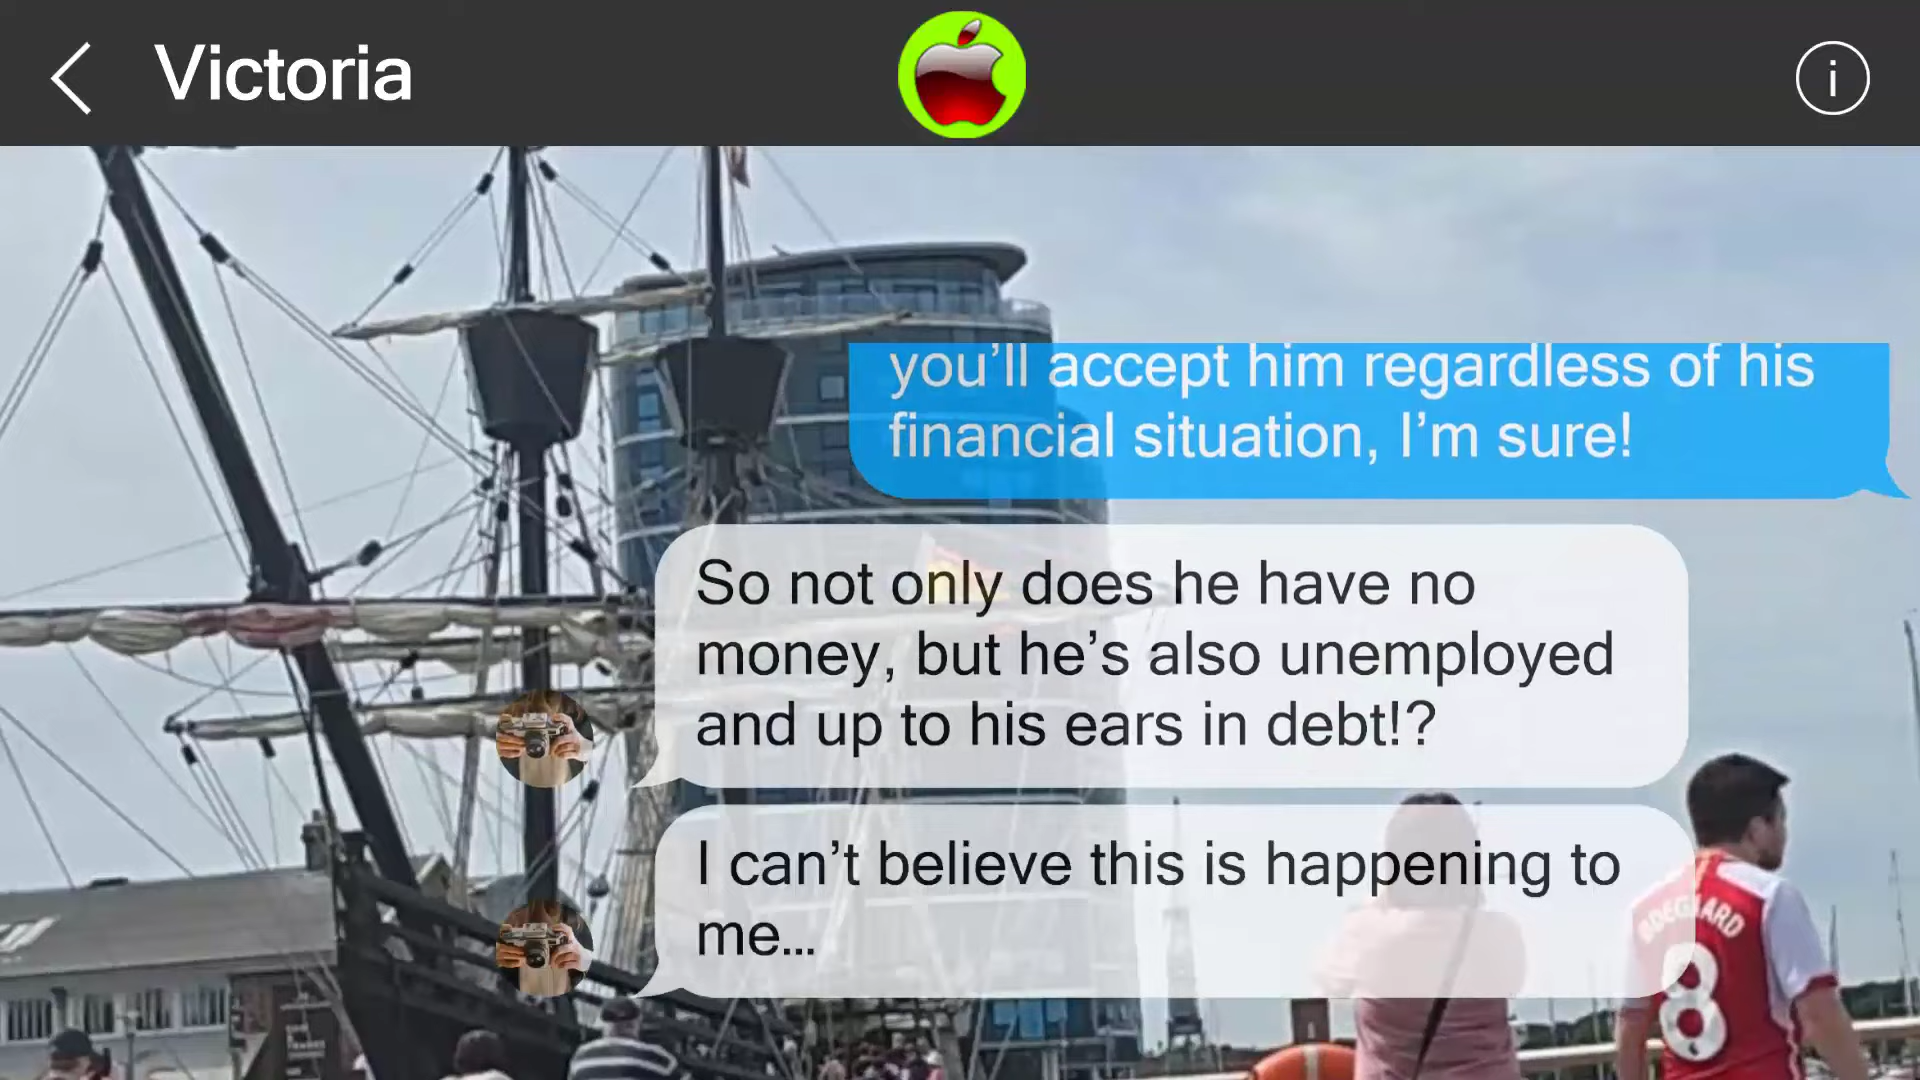 Victoria
i
you’ll accept him regardless of his
financial situation, I’m sure!
So not only does he have no
money, but he’s also unemployed
and up to his ears in debt!?
I can’t believe this is happening to
me...
ØDEGAARD
8